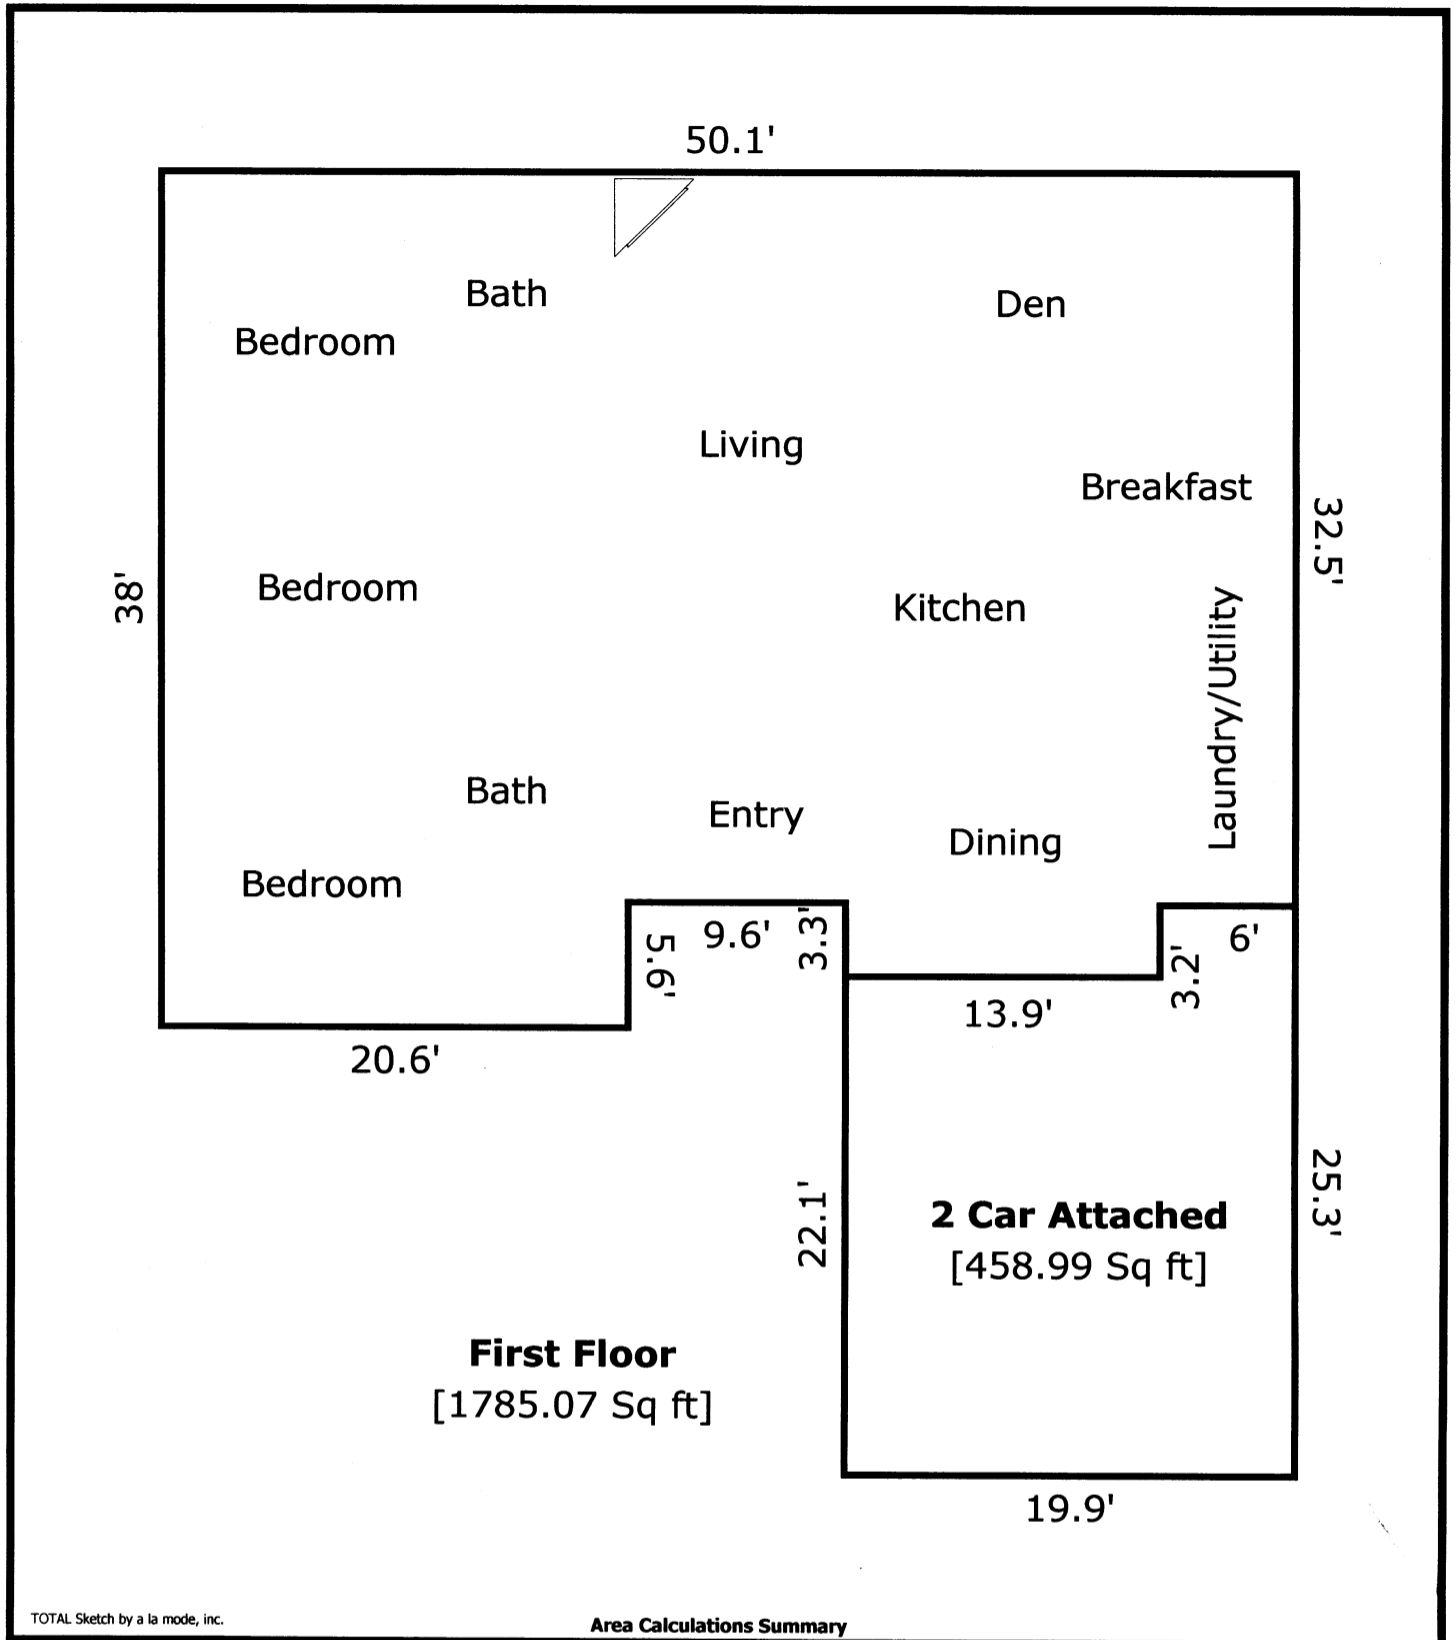 50.1'
Bath
Den
Bedroom
Living
Breakfast
32.5'
38'
Bedroom
Kitchen
Laundry/Utility
Bath
Entry
Dining
Bedroom
5.6'
9.6'
3.3'
3.2'
6'
13.9'
20.6'
22.1'
2 Car Attached
[458.99 Sq ft]
25.3'
First Floor
[1785.07 Sq ft]
19.9'
TOTAL Sketch by a la mode, inc.
Area Calculations Summary